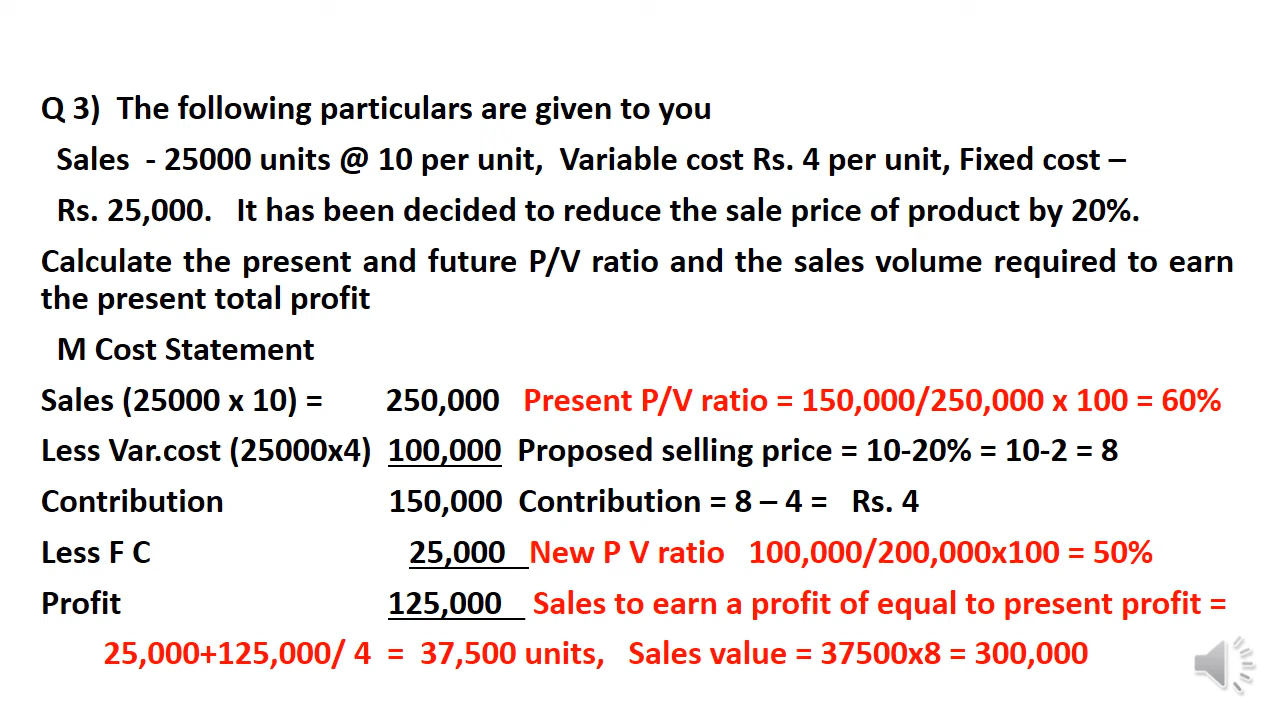 Q 3) The following particulars are given to you
Sales - 25000 units @ 10 per unit, Variable cost Rs. 4 per unit, Fixed cost –
Rs. 25,000. It has been decided to reduce the sale price of product by 20%.
Calculate the present and future P/V ratio and the sales volume required to earn
the present total profit
M Cost Statement
Sales (25000 x 10) = 250,000 Present P/V ratio = 150,000/250,000 x 100 = 60%
Less Var.cost (25000x4) 100,000 Proposed selling price = 10-20% = 10-2 = 8
Contribution 150,000 Contribution = 8 – 4 = Rs. 4
Less F C 25,000 New P V ratio 100,000/200,000x100 = 50%
Profit 125,000 Sales to earn a profit of equal to present profit =
25,000+125,000/ 4 = 37,500 units, Sales value = 37500x8 = 300,000